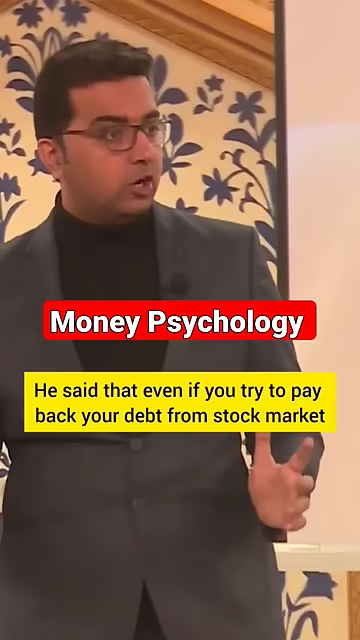 Money Psychology
He said that even if you try to pay
back your debt from stock market